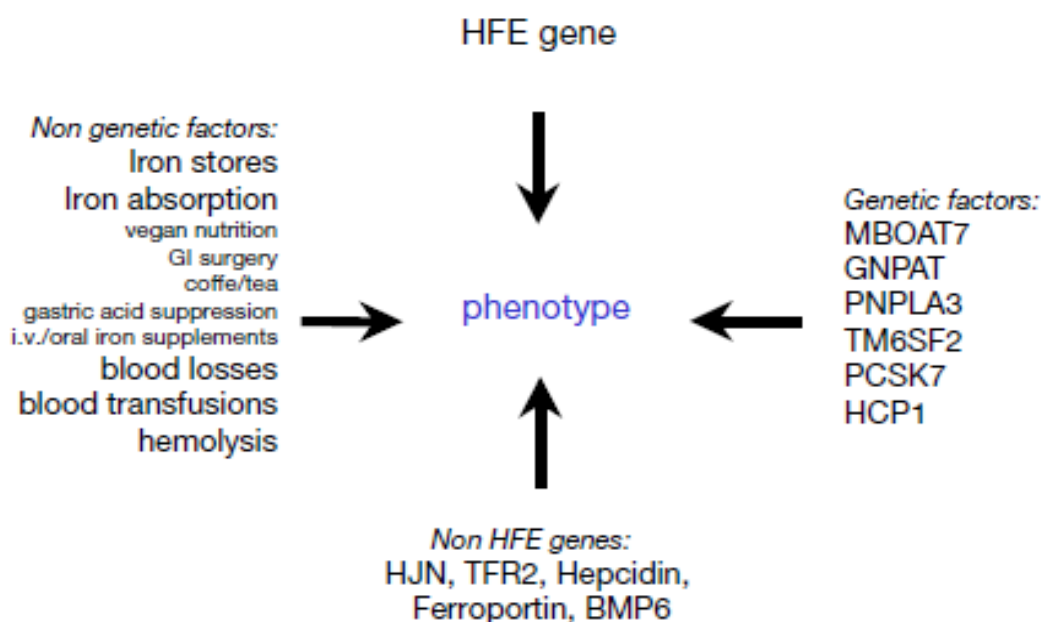 HFE gene
Non genetic factors:
Iron stores
Iron absorption
vegan nutrition
GI surgery
coffe/tea
gastric acid suppression
i.v./oral iron supplements
blood losses
blood transfusions
hemolysis
phenotype
Genetic factors:
MBOAT7
GNPAT
PNPLA3
TM6SF2
PCSK7
HCP1
Non HFE genes:
HJN, TFR2, Hepcidin,
Ferroportin, BMP6